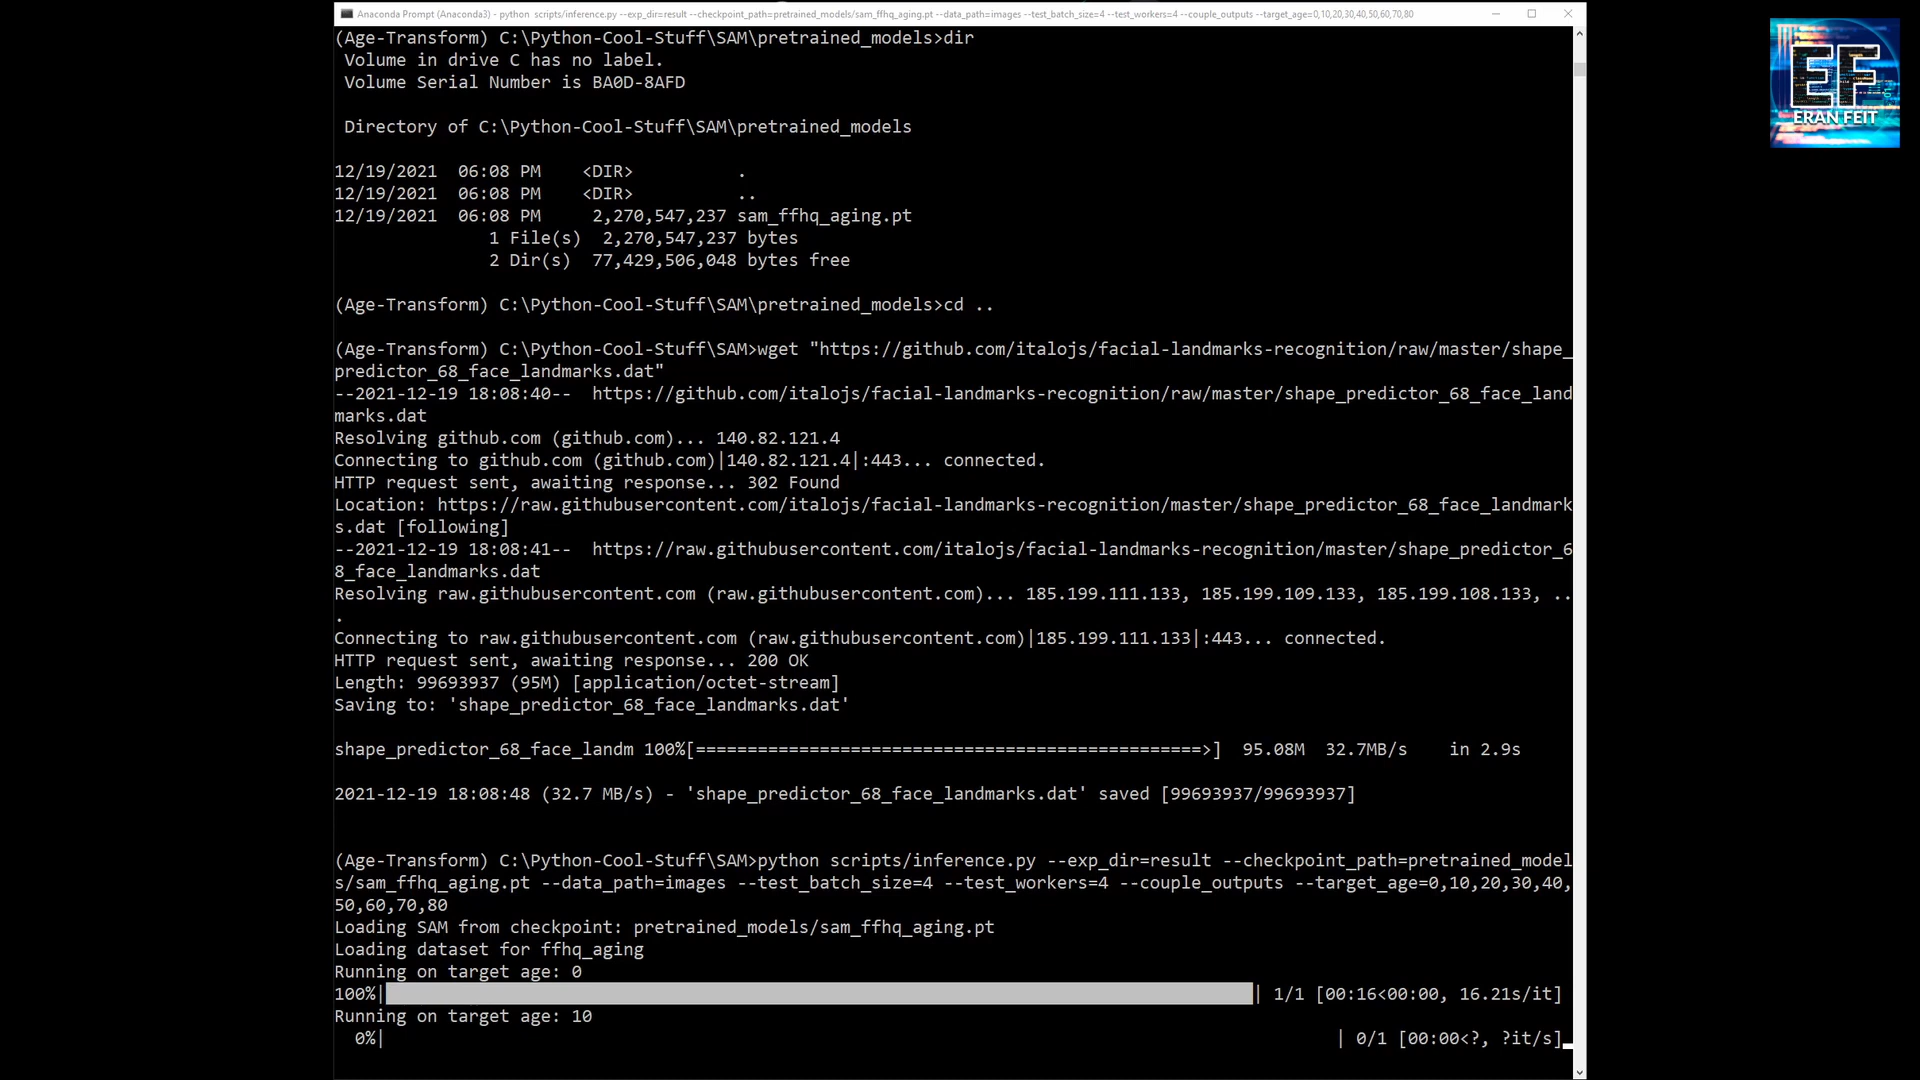 Anaconda Prompt (Anaconda3) - python scripts/inference.py --exp_dir=result --checkpoint_path=pretrained_models/sam_ffhq_aging.pt --data_path=images --test_batch_size=4 --test_workers=4 --couple_outputs --target_age=0,10,20,30,40,50,60,70,80
(Age-Transform) C:\Python-Cool-Stuff\SAM\pretrained_models>dir
Volume in drive C has no label.
Volume Serial Number is BA0D-8AFD
Directory of C:\Python-Cool-Stuff\SAM\pretrained_models
12/19/2021  06:08 PM    <DIR>          .
12/19/2021  06:08 PM    <DIR>          ..
12/19/2021  06:08 PM     2,270,547,237 sam_ffhq_aging.pt
1 File(s)  2,270,547,237 bytes
2 Dir(s)  77,429,506,048 bytes free
(Age-Transform) C:\Python-Cool-Stuff\SAM\pretrained_models>cd ..
(Age-Transform) C:\Python-Cool-Stuff\SAM>wget "https://github.com/italojs/facial-landmarks-recognition/raw/master/shape_
predictor_68_face_landmarks.dat"
--2021-12-19 18:08:40--  https://github.com/italojs/facial-landmarks-recognition/raw/master/shape_predictor_68_face_land
marks.dat
Resolving github.com (github.com)... 140.82.121.4
Connecting to github.com (github.com)|140.82.121.4|:443... connected.
HTTP request sent, awaiting response... 302 Found
Location: https://raw.githubusercontent.com/italojs/facial-landmarks-recognition/master/shape_predictor_68_face_landmark
s.dat [following]
--2021-12-19 18:08:41--  https://raw.githubusercontent.com/italojs/facial-landmarks-recognition/master/shape_predictor_6
8_face_landmarks.dat
Resolving raw.githubusercontent.com (raw.githubusercontent.com)... 185.199.111.133, 185.199.109.133, 185.199.108.133, ..
.
Connecting to raw.githubusercontent.com (raw.githubusercontent.com)|185.199.111.133|:443... connected.
HTTP request sent, awaiting response... 200 OK
Length: 99693937 (95M) [application/octet-stream]
Saving to: 'shape_predictor_68_face_landmarks.dat'
shape_predictor_68_face_landm 100%[=================================================>]  95.08M  32.7MB/s    in 2.9s
2021-12-19 18:08:48 (32.7 MB/s) - 'shape_predictor_68_face_landmarks.dat' saved [99693937/99693937]
(Age-Transform) C:\Python-Cool-Stuff\SAM>python scripts/inference.py --exp_dir=result --checkpoint_path=pretrained_model
s/sam_ffhq_aging.pt --data_path=images --test_batch_size=4 --test_workers=4 --couple_outputs --target_age=0,10,20,30,40,
50,60,70,80
Loading SAM from checkpoint: pretrained_models/sam_ffhq_aging.pt
Loading dataset for ffhq_aging
Running on target age: 0
100%| | 1/1 [00:16<00:00, 16.21s/it]
Running on target age: 10
0%| | 0/1 [00:00<?, ?it/s]
EF
ERAN FEIT